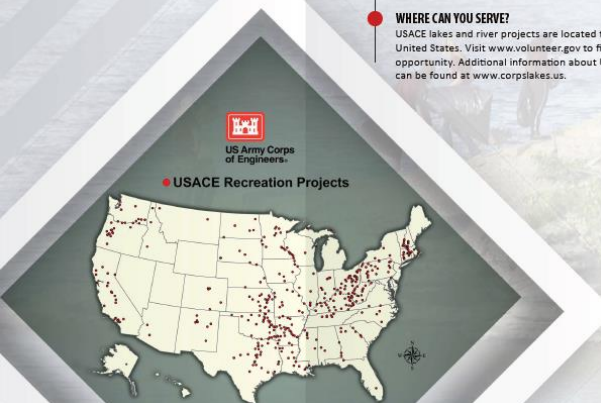 WHERE CAN YOU SERVE?
USACE lakes and river projects are located
United States. Visit www.volunteer.gov to
opportunity. Additional information about
can be found at www.corpslakes.us.
US Army Corps
of Engineers®
USACE Recreation Projects